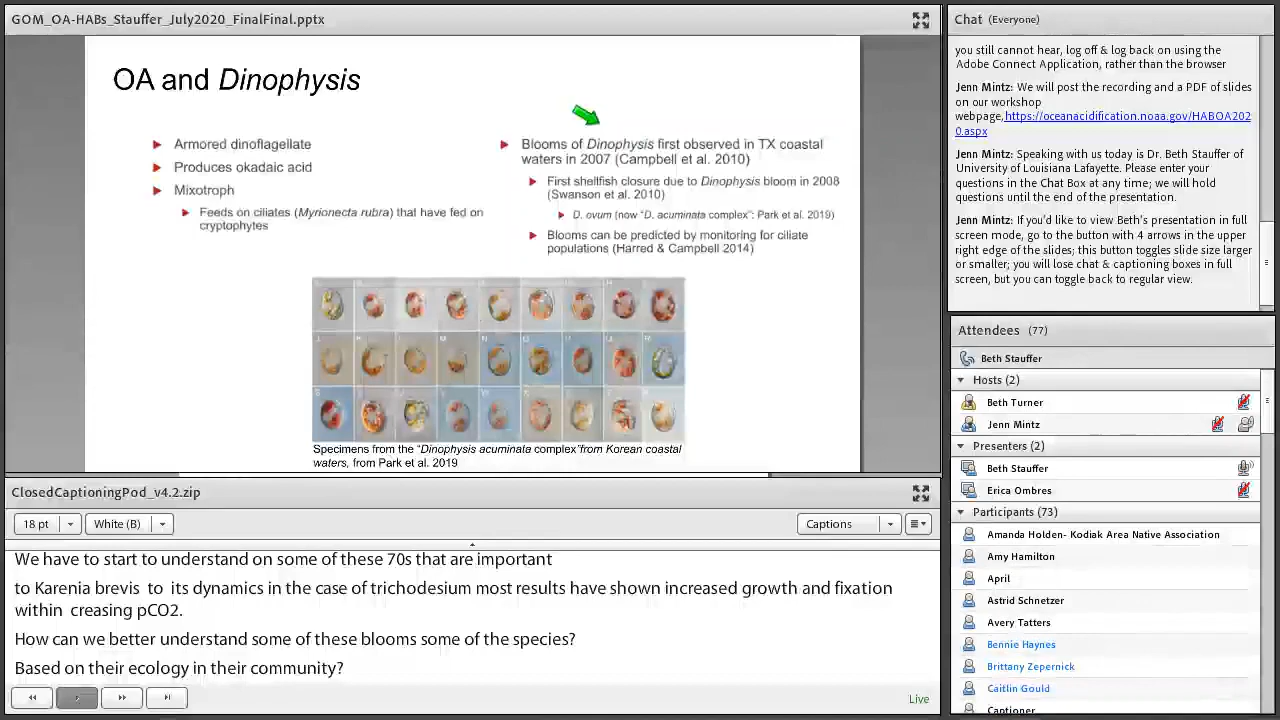 GOM_OA-HABs_Stauffer_July2020_FinalFinal.pptx
OA and Dinophysis
Armored dinoflagellate
Produces okadaic acid
Mixotroph
Feeds on ciliates (Myrionecta rubra) that have fed on
cryptophytes
Blooms of Dinophysis first observed in TX coastal
waters in 2007 (Campbell et al. 2010)
First shellfish closure due to Dinophysis bloom in 2008
(Swanson et al. 2010)
D. ovum (now “D. acuminata complex”: Park et al. 2019)
Blooms can be predicted by monitoring for ciliate
populations (Harred & Campbell 2014)
Specimens from the “Dinophysis acuminata complex”from Korean coastal
waters, from Park et al. 2019
ClosedCaptioningPod_v4.2.zip
18 pt
White (B)
Captions
We have to start to understand on some of these 70s that are important
to Karenia brevis to its dynamics in the case of trichodesium most results have shown increased growth and fixation
within creasing pCO2.
How can we better understand some of these blooms some of the species?
Based on their ecology in their community?
Live
Chat (Everyone)
you still cannot hear, log off & log back on using the
Adobe Connect Application, rather than the browser
Jenn Mintz: We will post the recording and a PDF of slides
on our workshop
webpage,https://oceanacidification.noaa.gov/HABOA202
0.aspx
Jenn Mintz: Speaking with us today is Dr. Beth Stauffer of
University of Louisiana Lafayette. Please enter your
questions in the Chat Box at any time; we will hold
questions until the end of the presentation.
Jenn Mintz: If you'd like to view Beth's presentation in full
screen mode, go to the button with 4 arrows in the upper
right edge of the slides; this button toggles slide size larger
or smaller; you will lose chat & captioning boxes in full
screen, but you can toggle back to regular view.
Attendees (77)
Beth Stauffer
Hosts (2)
Beth Turner
Jenn Mintz
Presenters (2)
Beth Stauffer
Erica Ombres
Participants (73)
Amanda Holden- Kodiak Area Native Association
Amy Hamilton
April
Astrid Schnetzer
Avery Tatters
Bennie Haynes
Brittany Zepernick
Caitlin Gould
Captioner